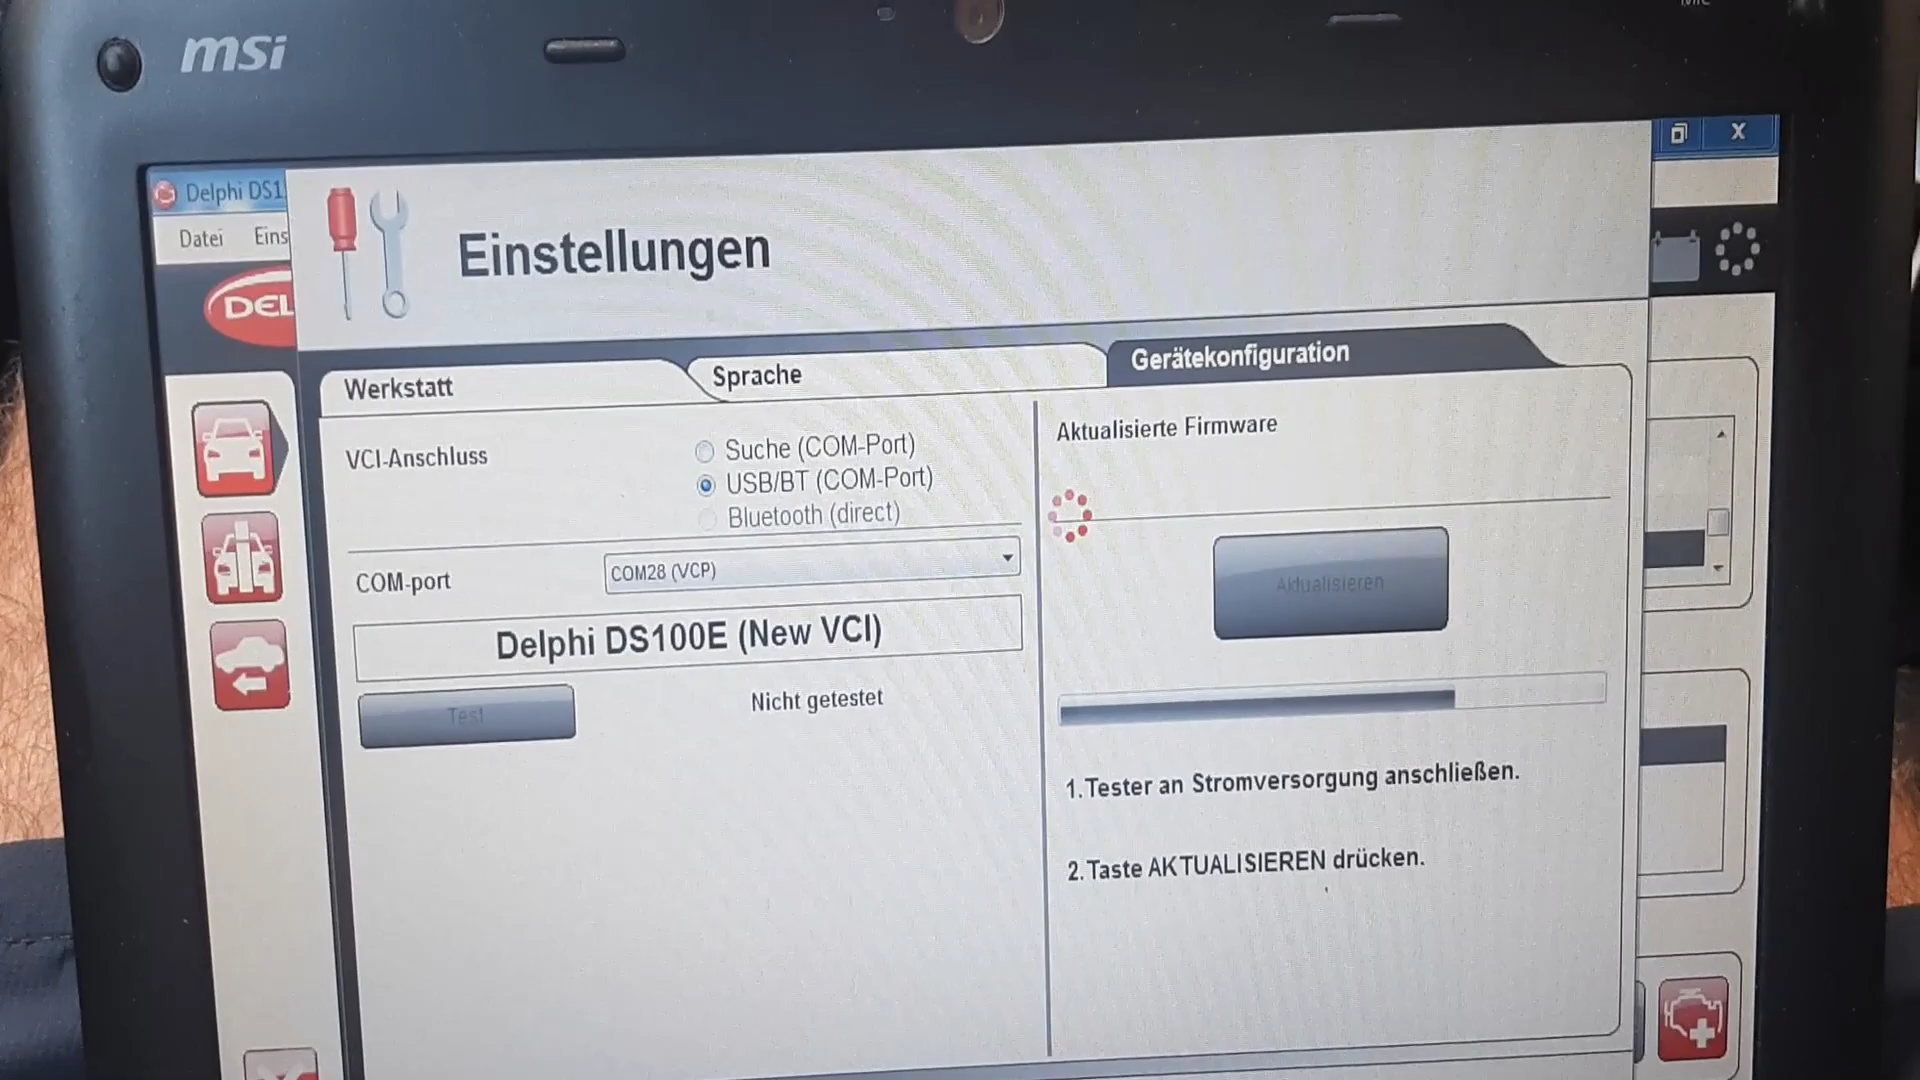 msi
Delphi DS1
Datei Eins
DEL
Einstellungen
Werkstatt
Sprache
Gerätekonfiguration
VCI-Anschluss
Suche (COM-Port)
USB/BT (COM-Port)
Bluetooth (direct)
COM-port
COM28 (VCP)
Delphi DS100E (New VCI)
Test
Nicht getestet
Aktualisierte Firmware
Aktualisieren
1.Tester an Stromversorgung anschließen.
2.Taste AKTUALISIEREN drücken.